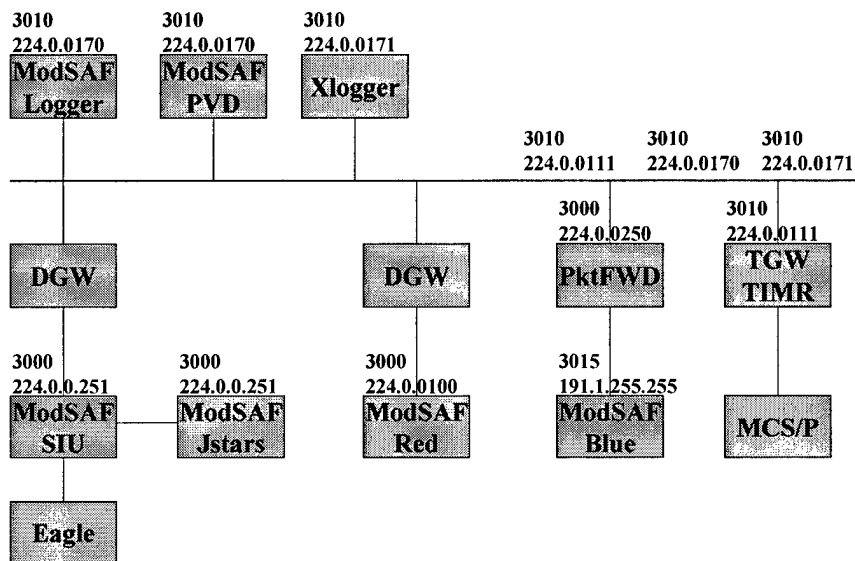 3010
224.0.0170
ModSAF
Logger
3010
224.0.0170
ModSAF
PVD
3010
224.0.0171
Xlogger
3010
224.0.0111
3010
224.0.0170
3010
224.0.0171
DGW
DGW
3000
224.0.0250
PktFWD
3010
224.0.0111
TGW
TIMR
3000
224.0.0.251
ModSAF
SIU
3000
224.0.0.251
ModSAF
Jstars
3000
224.0.0100
ModSAF
Red
3015
191.1.255.255
ModSAF
Blue
MCS/P
Eagle